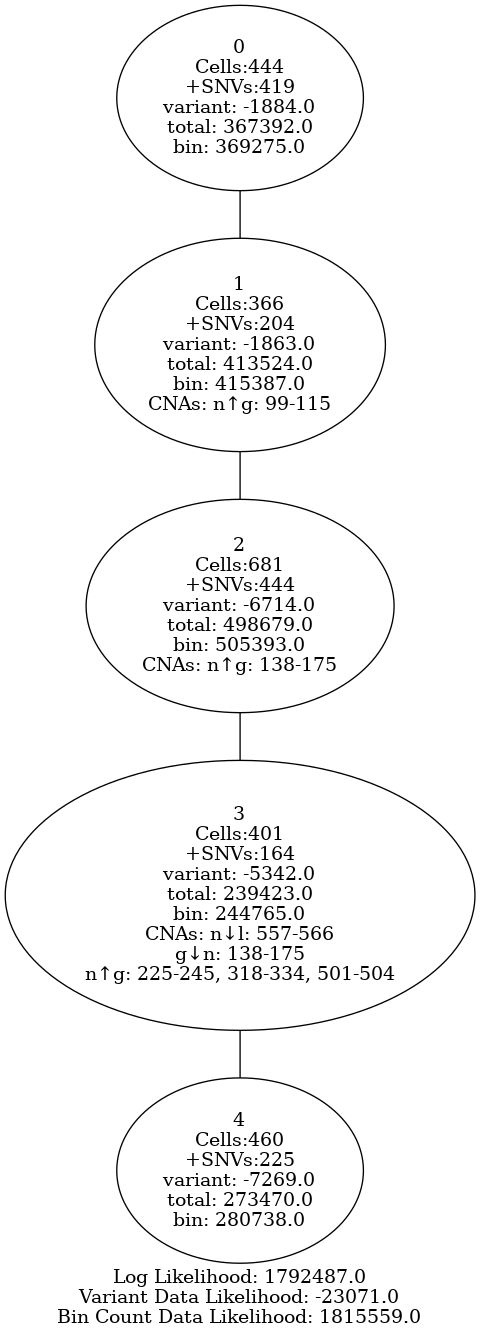 0
Cells:444
+SNVs:419
variant: -1884.0
total: 367392.0
bin: 369275.0
1
Cells:366
+SNVs:204
variant: -1863.0
total: 413524.0
bin: 415387.0
CNAs: n↑g: 99-115
2
Cells:681
+SNVs:444
variant: -6714.0
total: 498679.0
bin: 505393.0
CNAs: n↑g: 138-175
3
Cells:401
+SNVs:164
variant: -5342.0
total: 239423.0
bin: 244765.0
CNAs: n↓l: 557-566
g↓n: 138-175
n↑g: 225-245, 318-334, 501-504
4
Cells:460
+SNVs:225
variant: -7269.0
total: 273470.0
bin: 280738.0
Log Likelihood: 1792487.0
Variant Data Likelihood: -23071.0
Bin Count Data Likelihood: 1815559.0